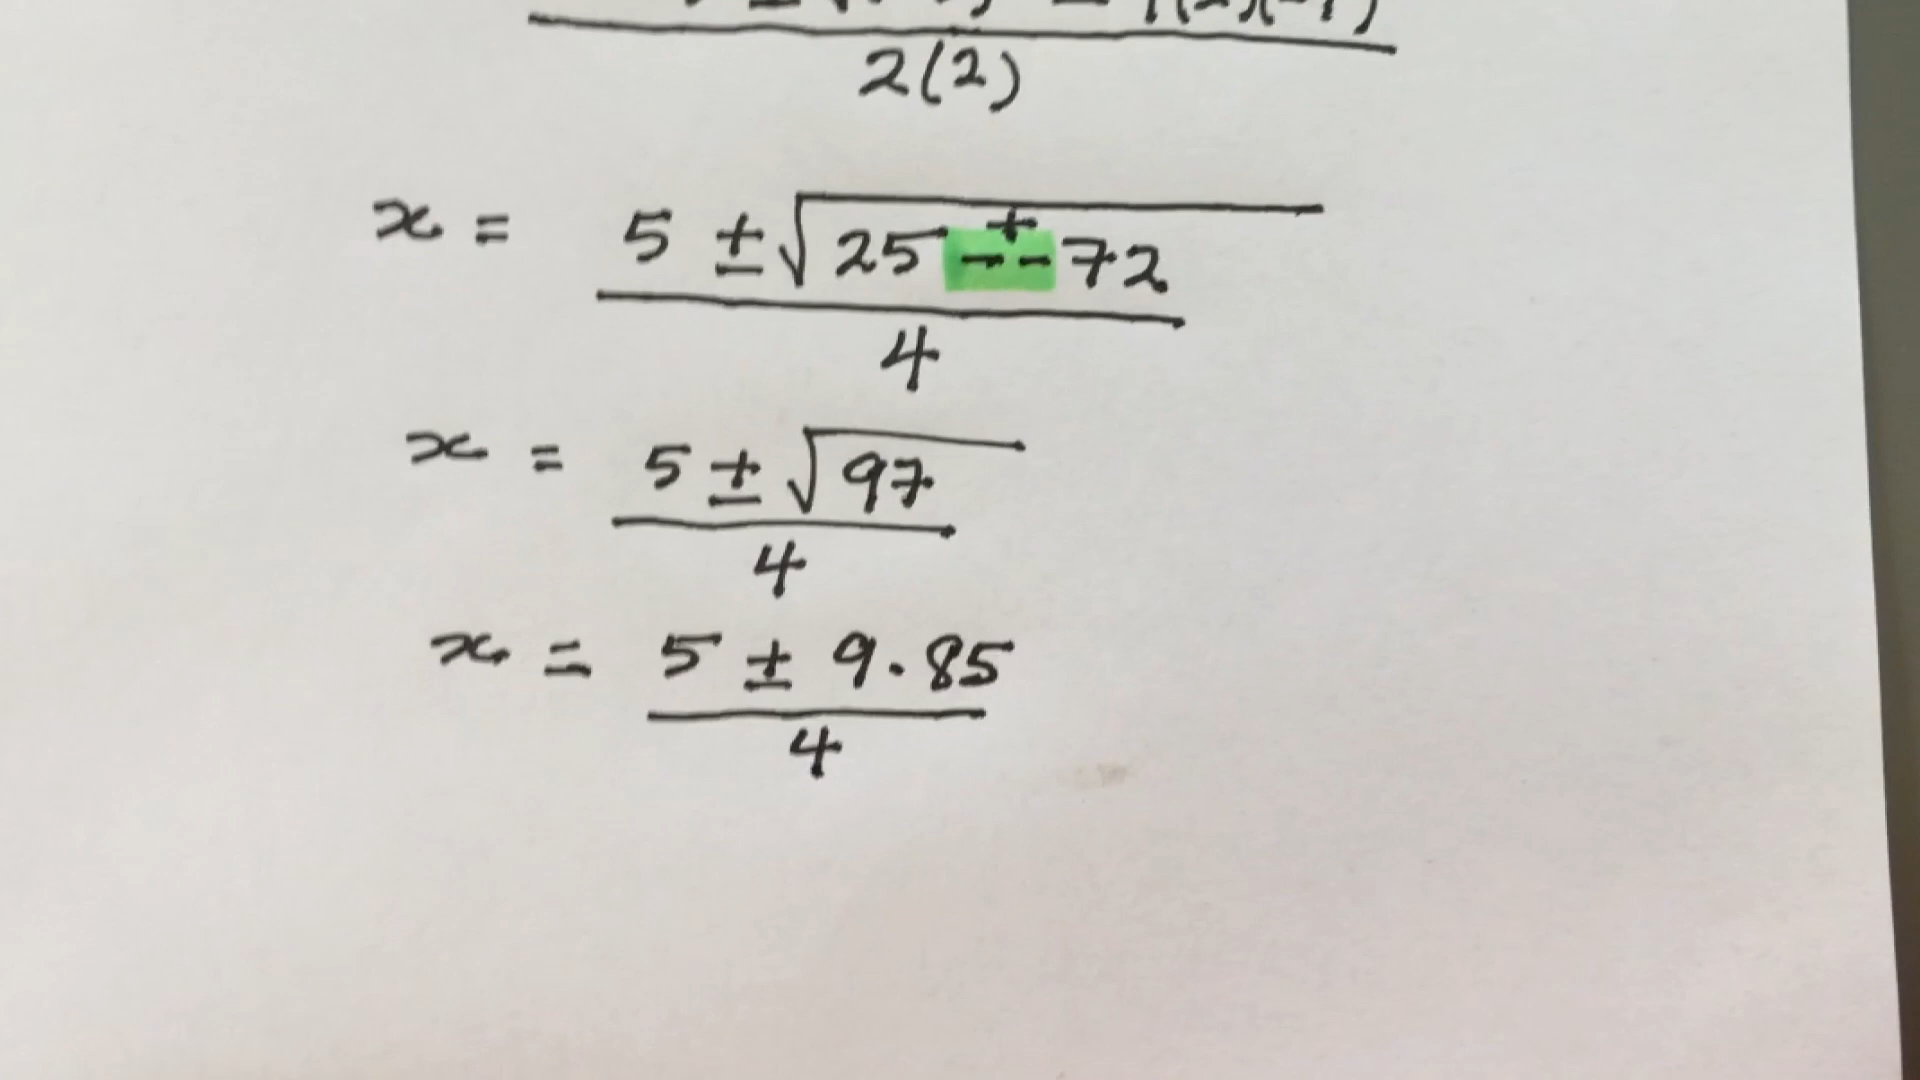 2(2)
x = 5 ± √25 -+- 72
4
x = 5 ± √97
4
x = 5 ± 9.85
4